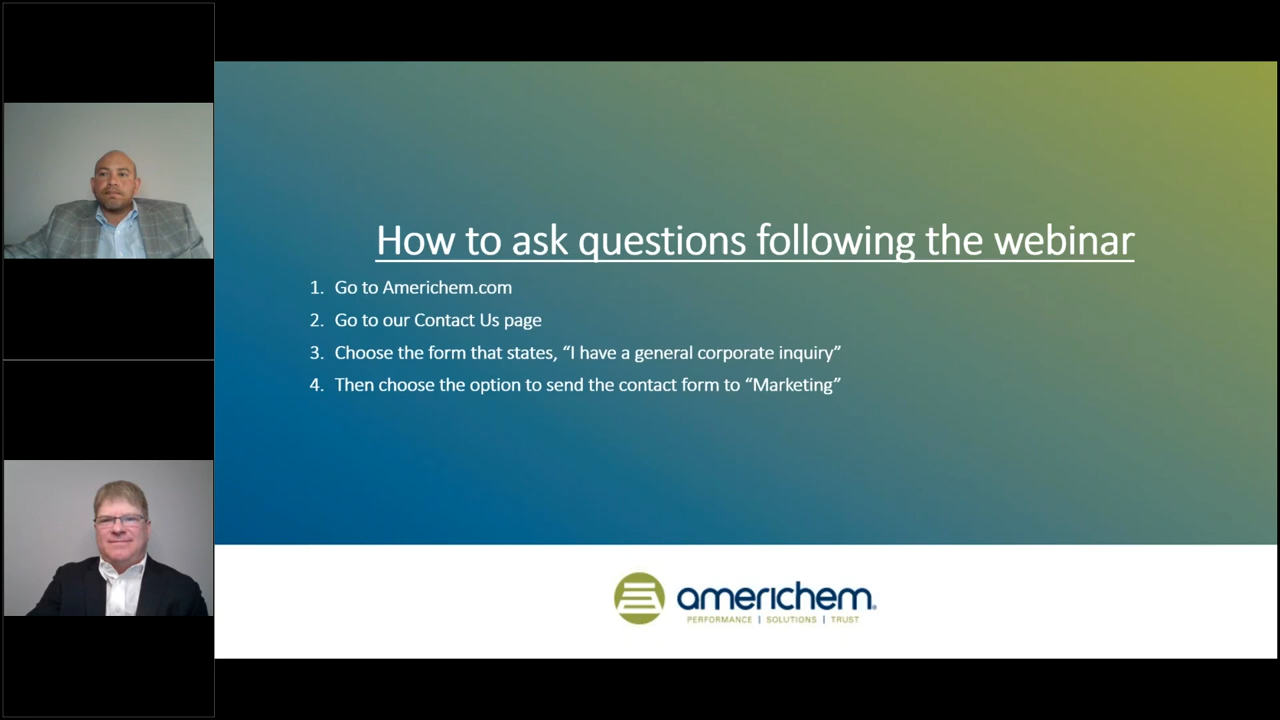 How to ask questions following the webinar
1. Go to Americhem.com
2. Go to our Contact Us page
3. Choose the form that states, “I have a general corporate inquiry”
4. Then choose the option to send the contact form to “Marketing”
americhem®
PERFORMANCE | SOLUTIONS | TRUST